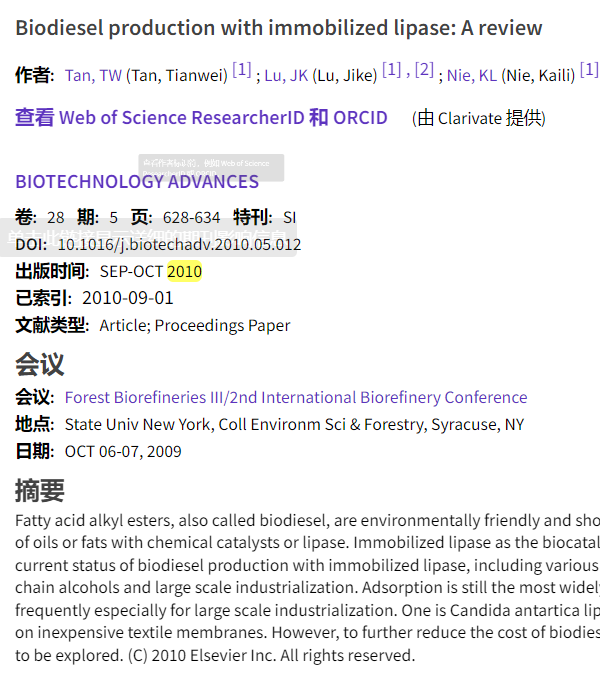 Biodiesel production with immobilized lipase: A review
作者: Tan, TW (Tan, Tianwei) [1] ; Lu, JK (Lu, Jike) [1] , [2] ; Nie, KL (Nie, Kaili) [1]
查看 Web of Science ResearcherID 和 ORCID (由 Clarivate 提供)
BIOTECHNOLOGY ADVANCES
卷: 28 期: 5 页: 628-634 特刊: SI
DOI: 10.1016/j.biotechadv.2010.05.012
出版时间: SEP-OCT 2010
已索引: 2010-09-01
文献类型: Article; Proceedings Paper
会议
会议: Forest Biorefineries III/2nd International Biorefinery Conference
地点: State Univ New York, Coll Environm Sci & Forestry, Syracuse, NY
日期: OCT 06-07, 2009
摘要
Fatty acid alkyl esters, also called biodiesel, are environmentally friendly and sho
of oils or fats with chemical catalysts or lipase. Immobilized lipase as the biocatal
current status of biodiesel production with immobilized lipase, including various
chain alcohols and large scale industrialization. Adsorption is still the most widel
frequently especially for large scale industrialization. One is Candida antartica lip
on inexpensive textile membranes. However, to further reduce the cost of biodies
to be explored. (C) 2010 Elsevier Inc. All rights reserved.